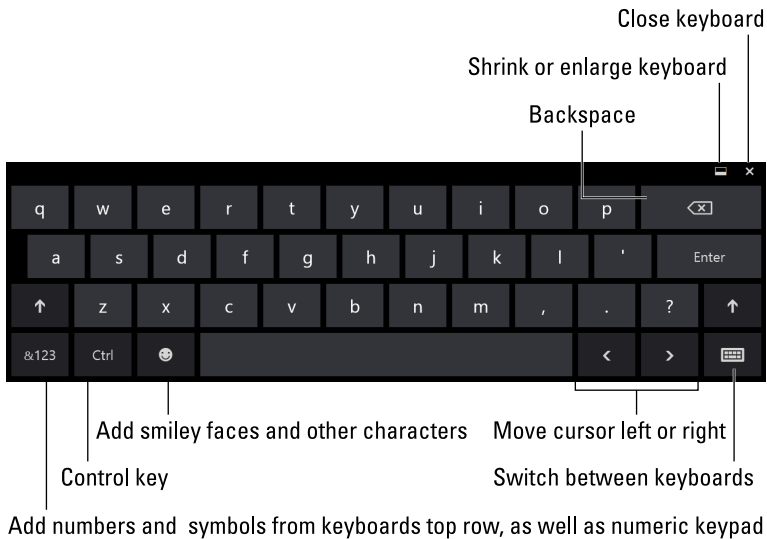 Close keyboard
Shrink or enlarge keyboard
Backspace
q w e r t y u i o p
a s d f g h j k l ' Enter
z x c v b n m , . ?
&123 Ctrl < >
Add smiley faces and other characters Move cursor left or right
Control key Switch between keyboards
Add numbers and symbols from keyboards top row, as well as numeric keypad